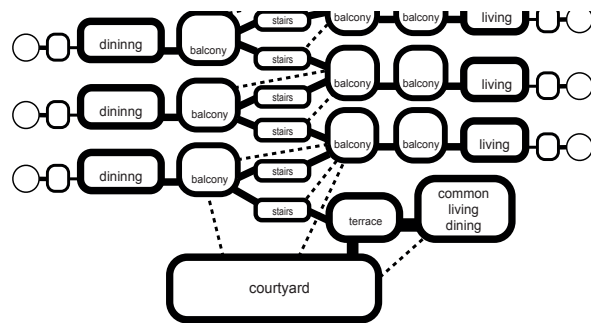 stairs
balcony
balcony
living
dininng
balcony
stairs
balcony
balcony
living
stairs
dininng
balcony
stairs
balcony
balcony
living
dininng
balcony
stairs
stairs
terrace
common
living
dining
courtyard